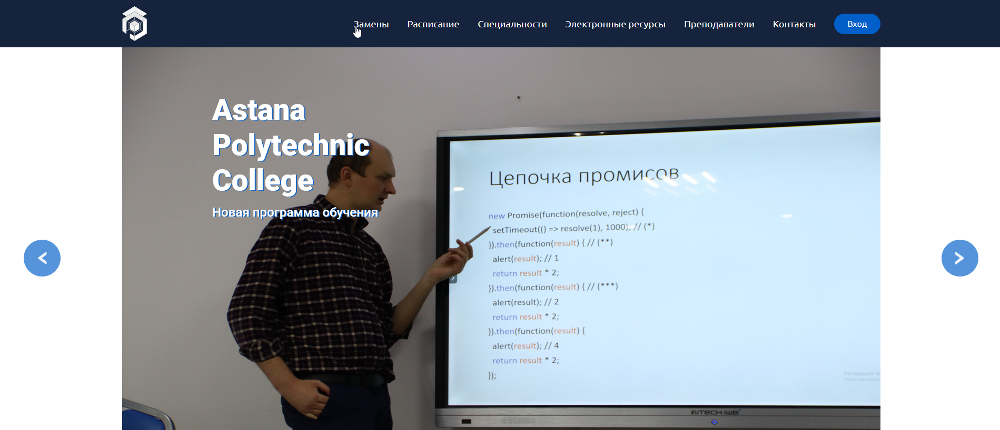 Замены Расписание Специальности Электронные ресурсы Преподаватели Контакты Вход
Astana
Polytechnic
College
Новая программа обучения
Цепочка промисов
new Promise(function(resolve, reject) {
setTimeout(() => resolve(1), 1000); // (*)
}).then(function(result) { // (**)
alert(result); // 1
return result * 2;
}).then(function(result) { // (***)
alert(result); // 2
return result * 2;
}).then(function(result) {
alert(result); // 4
return result * 2;
});
Активация W
INTECH IWB